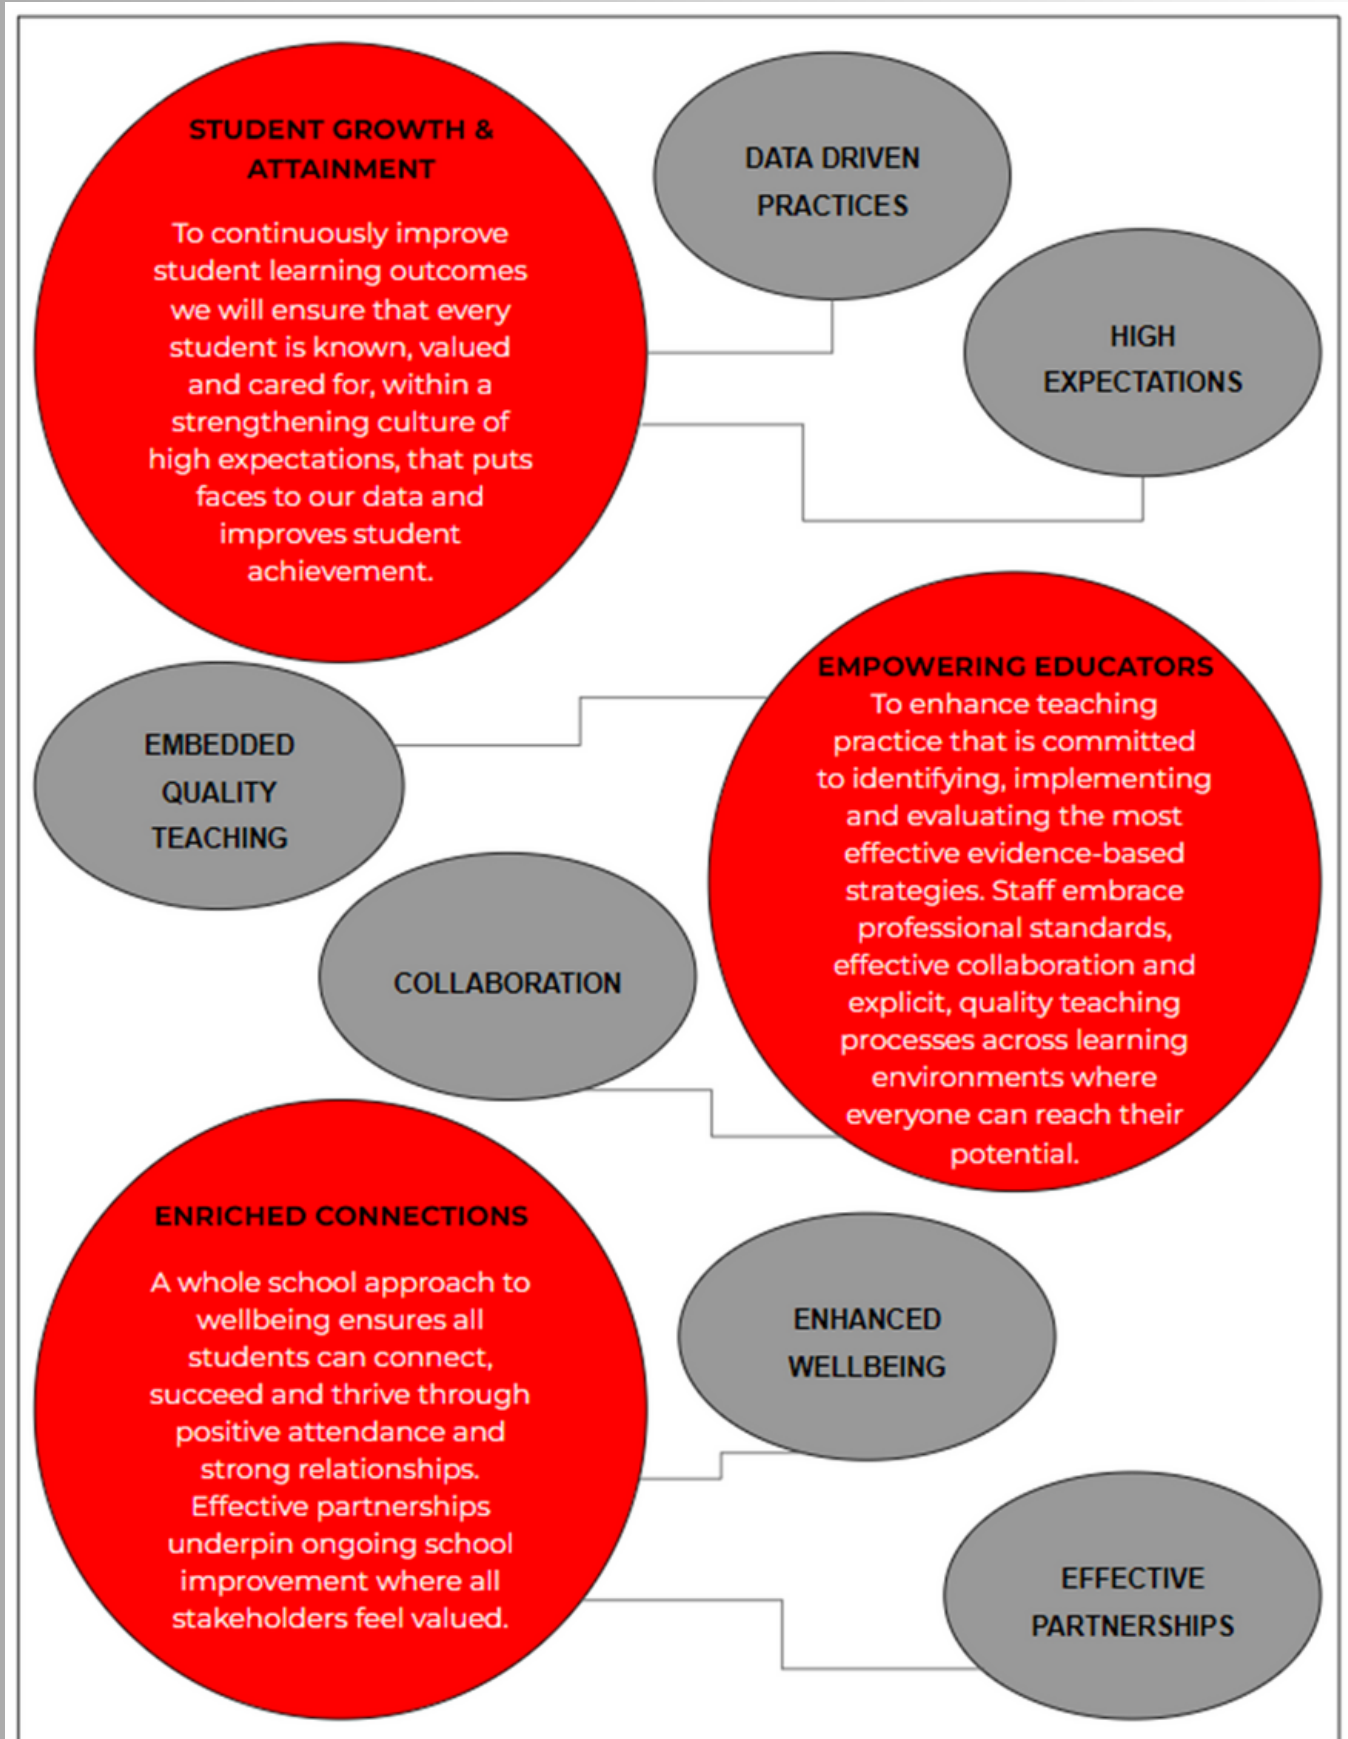 STUDENT GROWTH &
ATTAINMENT
To continuously improve
student learning outcomes
we will ensure that every
student is known, valued
and cared for, within a
strengthening culture of
high expectations, that puts
faces to our data and
improves student
achievement.
DATA DRIVEN
PRACTICES
HIGH
EXPECTATIONS
EMPOWERING EDUCATORS
To enhance teaching
practice that is committed
to identifying, implementing
and evaluating the most
effective evidence-based
strategies. Staff embrace
professional standards,
effective collaboration and
explicit, quality teaching
processes across learning
environments where
everyone can reach their
potential.
EMBEDDED
QUALITY
TEACHING
COLLABORATION
ENRICHED CONNECTIONS
A whole school approach to
wellbeing ensures all
students can connect,
succeed and thrive through
positive attendance and
strong relationships.
Effective partnerships
underpin ongoing school
improvement where all
stakeholders feel valued.
ENHANCED
WELLBEING
EFFECTIVE
PARTNERSHIPS